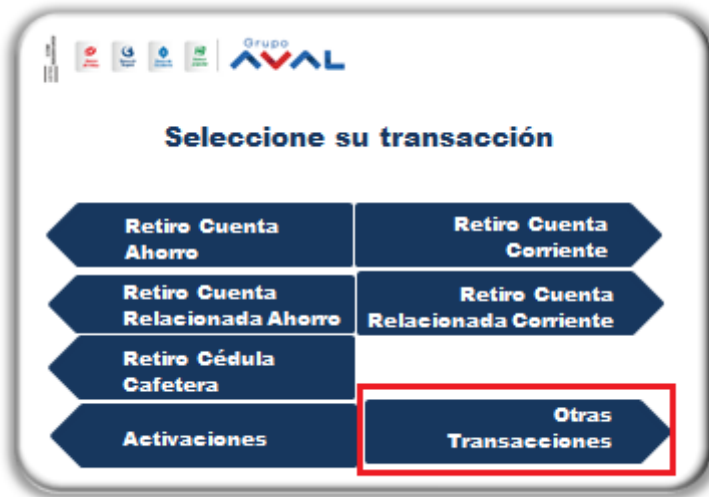 Grupo
AVAL
Seleccione su transacción
Retiro Cuenta
Ahorro
Retiro Cuenta
Corriente
Retiro Cuenta
Relacionada Ahorro
Retiro Cuenta
Relacionada Corriente
Retiro Cédula
Cafetera
Activaciones
Otras
Transacciones